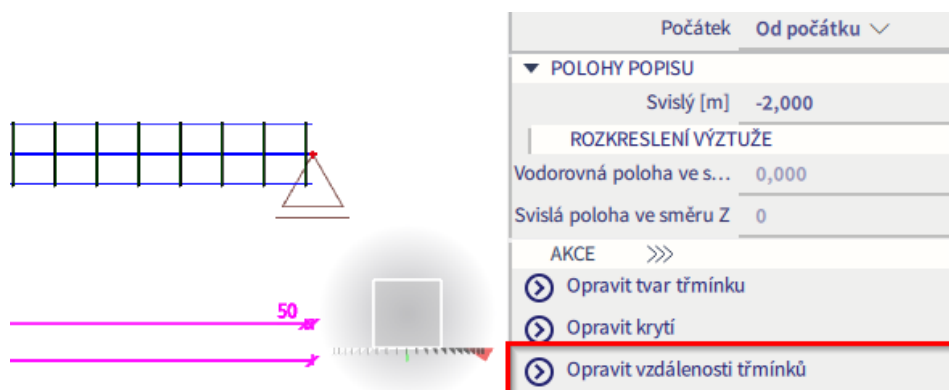 Počátek Od počátku
POLOHY POPISU
Svislý [m] -2,000
ROZKRESLENÍ VÝZTUŽE
Vodorovná poloha ve s... 0,000
Svislá poloha ve směru Z 0
AKCE >>>
Opravit tvar třmínku
Opravit krytí
Opravit vzdálenosti třmínků
50